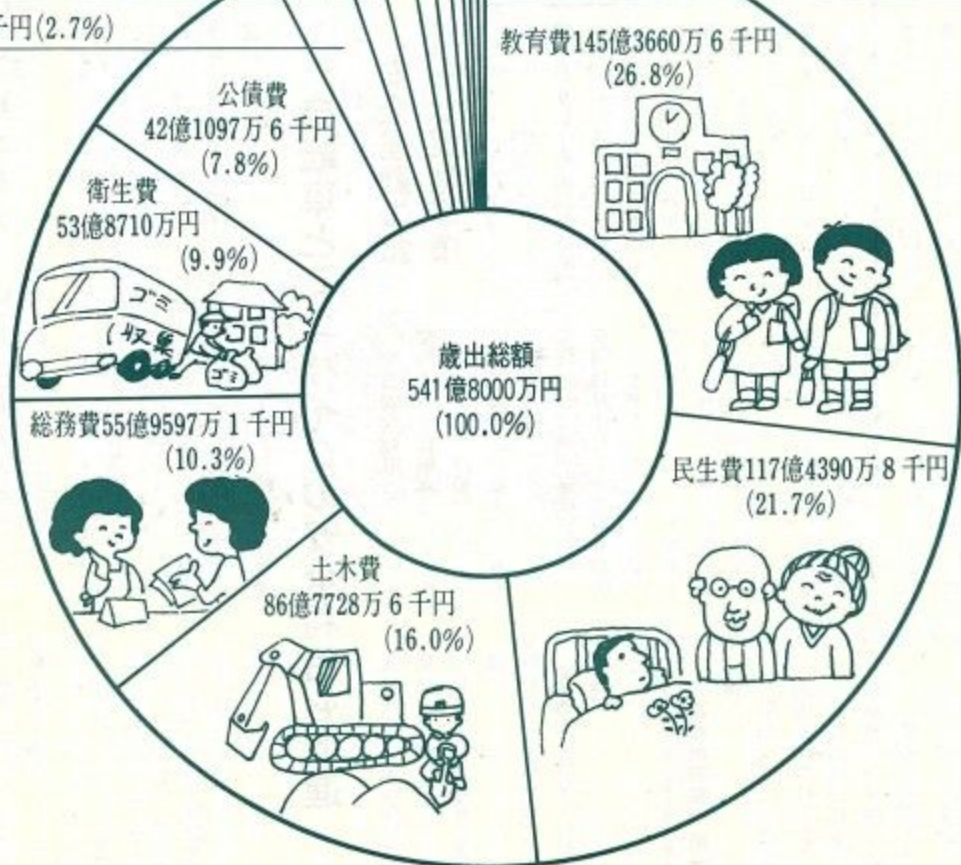 千円(2.7%)
教育費145億3660万6千円
(26.8%)
公債費
42億1097万6千円
(7.8%)
衛生費
53億8710万円
(9.9%)
ゴミ
収集
ゴミ
歳出総額
541億8000万円
(100.0%)
総務費55億9597万1千円
(10.3%)
民生費117億4390万8千円
(21.7%)
土木費
86億7728万6千円
(16.0%)